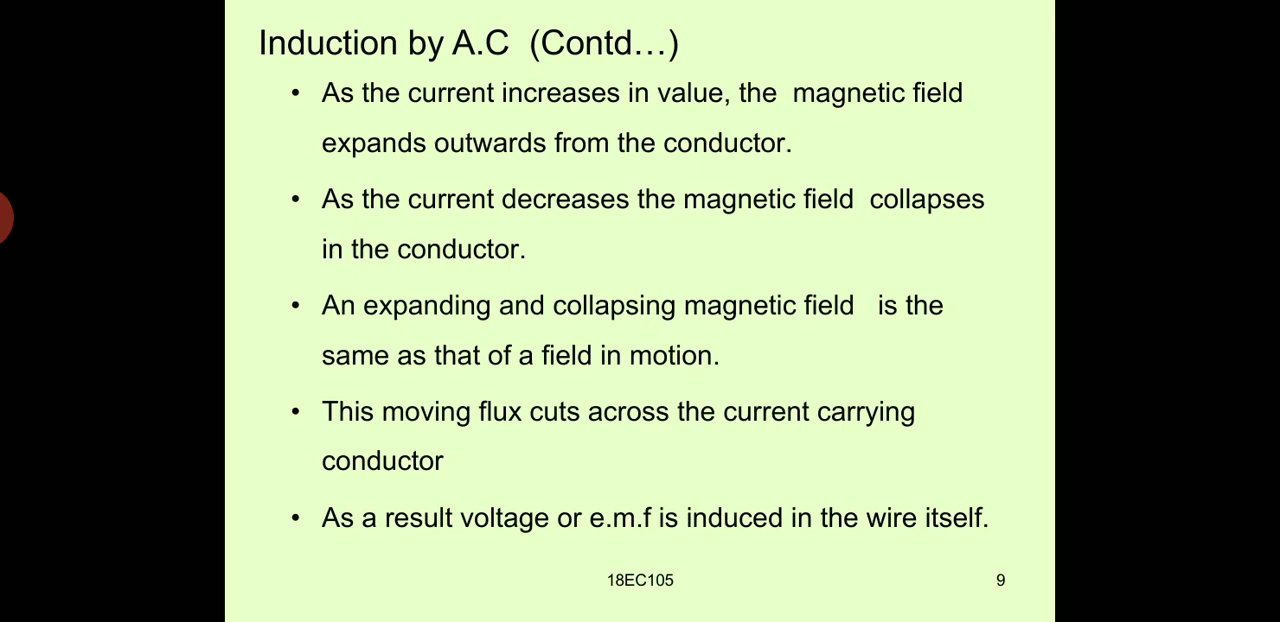 Induction by A.C (Contd...)
• As the current increases in value, the magnetic field
expands outwards from the conductor.
• As the current decreases the magnetic field collapses
in the conductor.
• An expanding and collapsing magnetic field is the
same as that of a field in motion.
• This moving flux cuts across the current carrying
conductor
• As a result voltage or e.m.f is induced in the wire itself.
18EC105
9